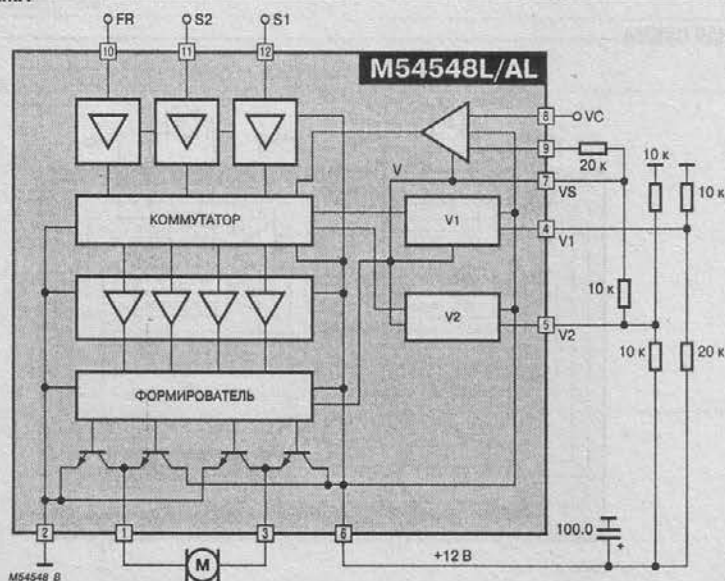 FR S2 S1
10 11 12
M54548L/AL
8 VC
9
20 к
10 к
10 к
V
7
VS
КОММУТАТОР
V1
4
V1
10 к
V2
5
V2
10 к
20 к
ФОРМИРОВАТЕЛЬ
100.0
+
2 1 3 6
+12 В
M
M54548_B